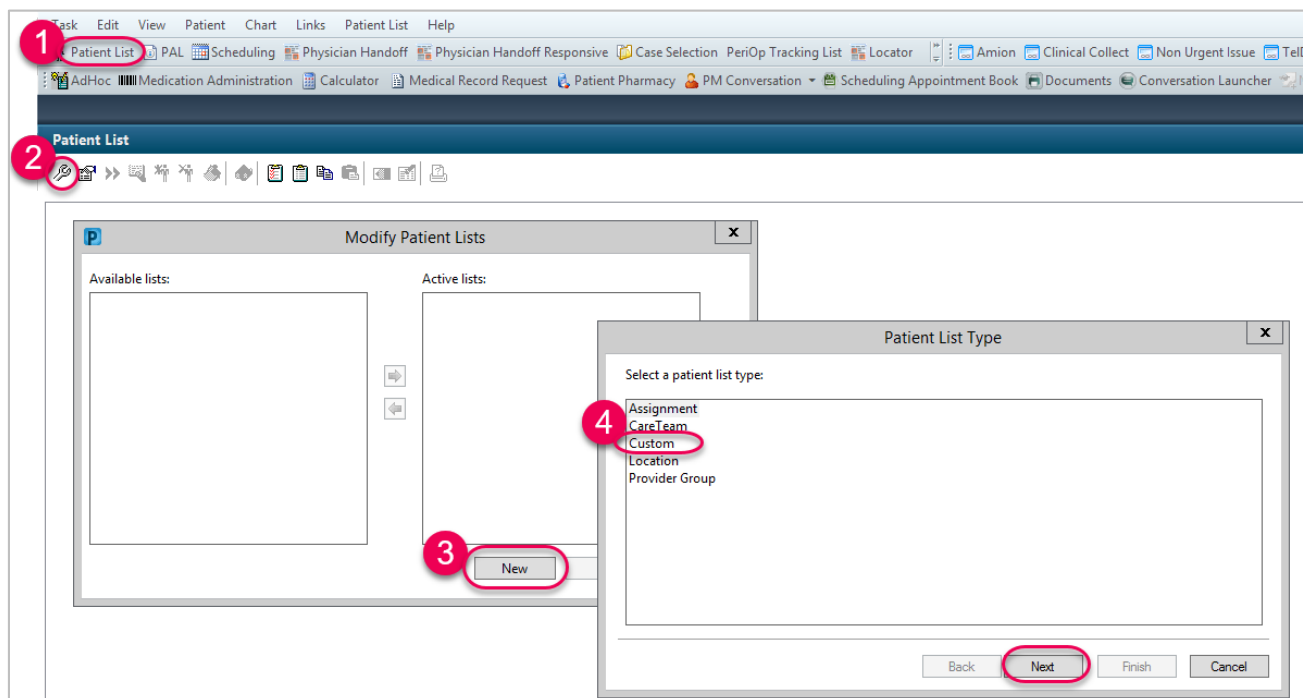 Task Edit View Patient Chart Links Patient List Help
1
Patient List PAL Scheduling Physician Handoff Physician Handoff Responsive Case Selection PeriOp Tracking List Locator Amion Clinical Collect Non Urgent Issue
AdHoc Medication Administration Calculator Medical Record Request Patient Pharmacy PM Conversation Scheduling Appointment Book Documents Conversation Launcher
Patient List
2
P
Modify Patient Lists
x
Available lists:
Active lists:
3
New
Patient List Type
x
Select a patient list type:
Assignment
4
CareTeam
Custom
Location
Provider Group
Back Next Finish Cancel